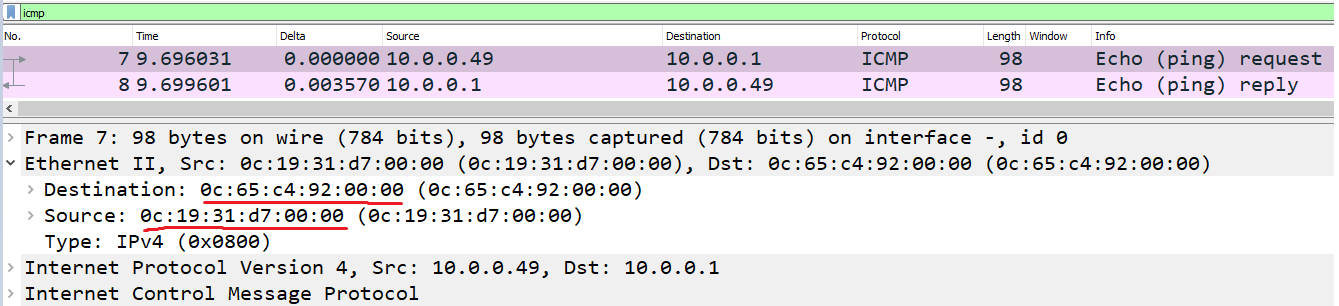 icmp
No. Time Delta Source Destination Protocol Length Window Info
7 9.696031 0.000000 10.0.0.49 10.0.0.1 ICMP 98 Echo (ping) request
8 9.699601 0.003570 10.0.0.1 10.0.0.49 ICMP 98 Echo (ping) reply
Frame 7: 98 bytes on wire (784 bits), 98 bytes captured (784 bits) on interface -, id 0
Ethernet II, Src: 0c:19:31:d7:00:00 (0c:19:31:d7:00:00), Dst: 0c:65:c4:92:00:00 (0c:65:c4:92:00:00)
Destination: 0c:65:c4:92:00:00 (0c:65:c4:92:00:00)
Source: 0c:19:31:d7:00:00 (0c:19:31:d7:00:00)
Type: IPv4 (0x0800)
Internet Protocol Version 4, Src: 10.0.0.49, Dst: 10.0.0.1
Internet Control Message Protocol